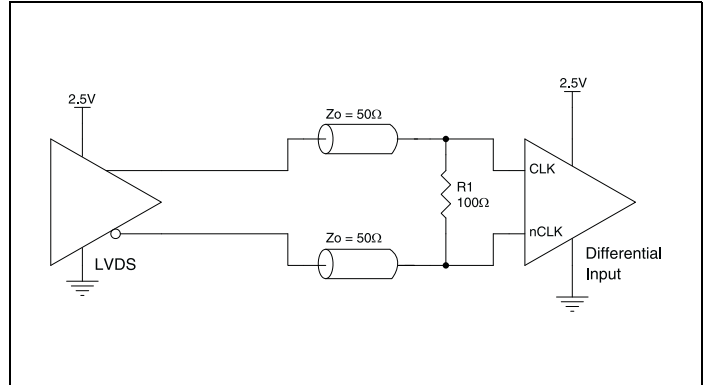 2.5V
2.5V
Zo = 50Ω
CLK
R1
100Ω
nCLK
Zo = 50Ω
LVDS
Differential
Input